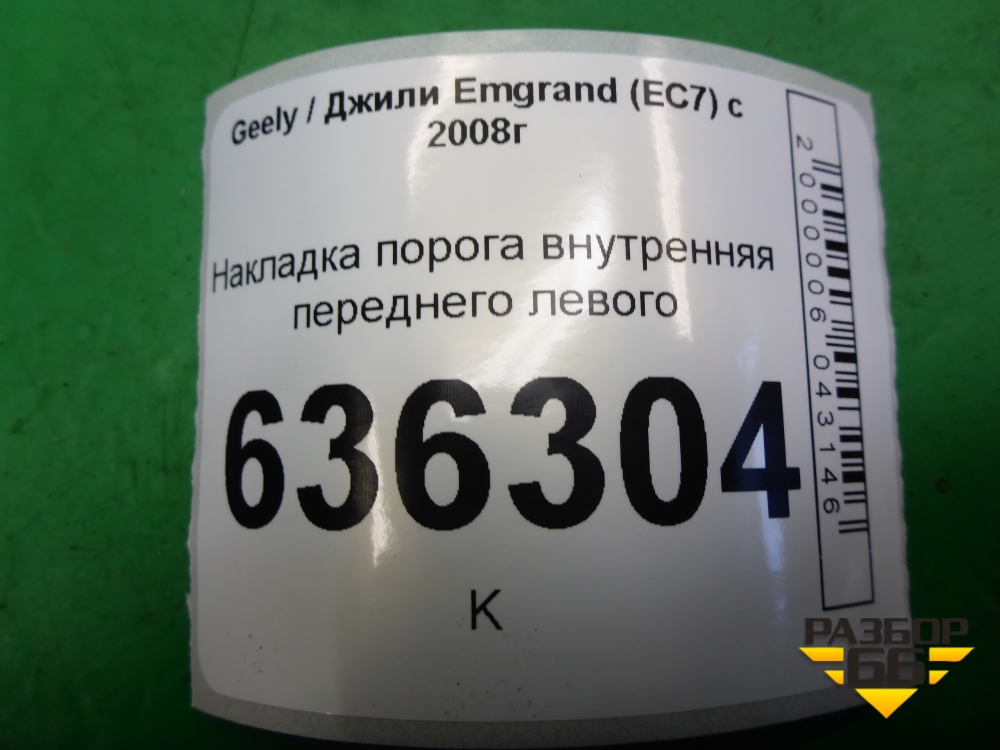 Geely / Джили Emgrand (EC7) с
2008г
Накладка порога внутренняя
переднего левого
636304
К
2000006043146
РАЗБОР
66